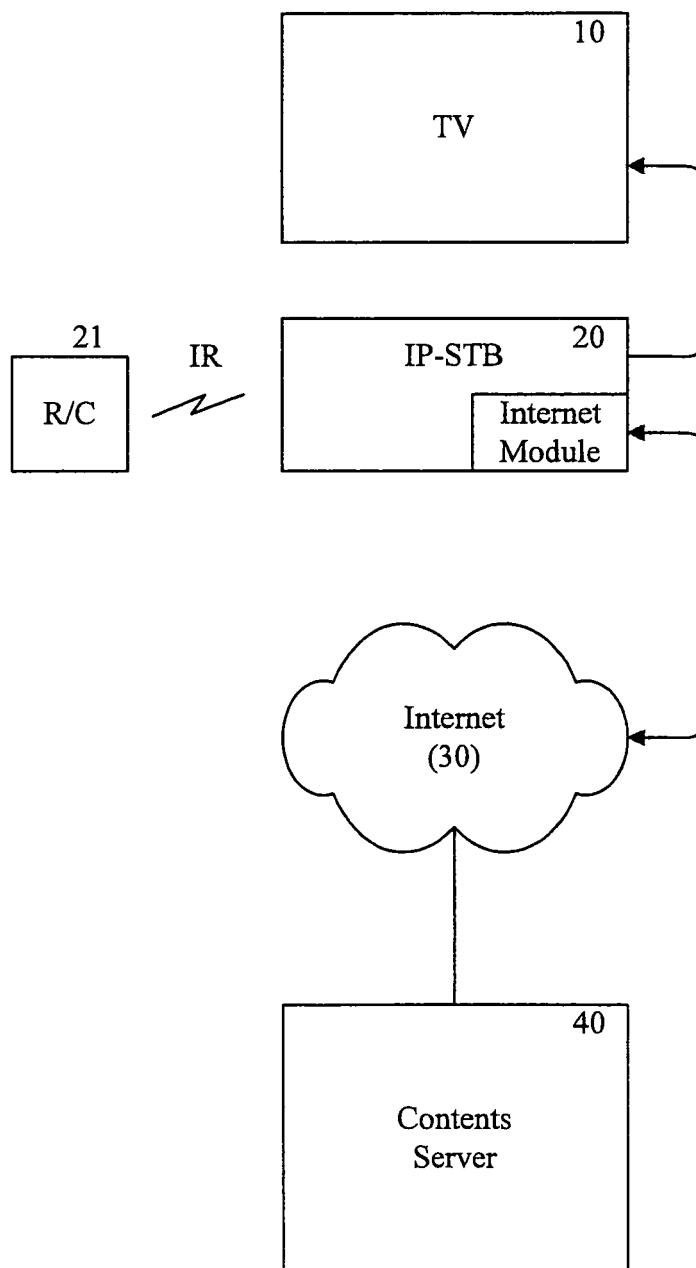 10
TV
21
IR
IP-STB
20
R/C
Internet
Module
Internet
(30)
40
Contents
Server